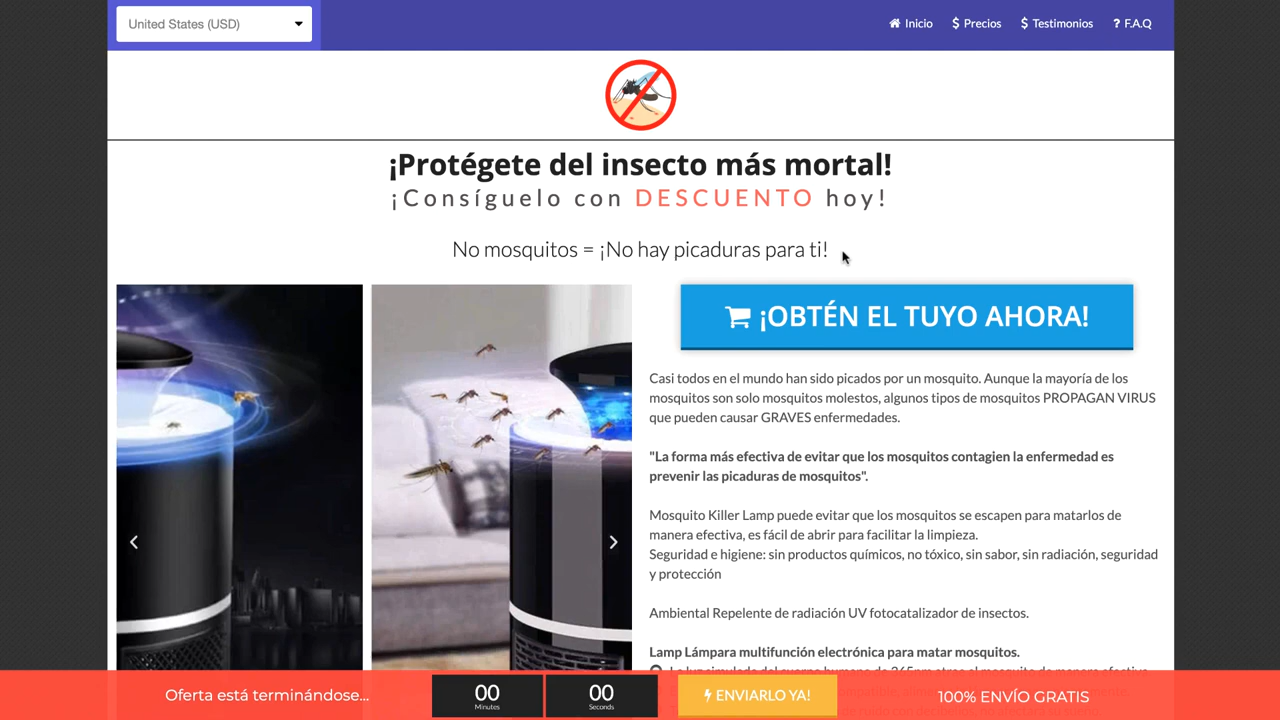 United States (USD)
Inicio
Precios
Testimonios
F.A.Q
¡Protégete del insecto más mortal!
¡Consíguelo con DESCUENTO hoy!
No mosquitos = ¡No hay picaduras para ti!
¡OBTÉN EL TUYO AHORA!
Casi todos en el mundo han sido picados por un mosquito. Aunque la mayoría de los
mosquitos son solo mosquitos molestos, algunos tipos de mosquitos PROPAGAN VIRUS
que pueden causar GRAVES enfermedades.
"La forma más efectiva de evitar que los mosquitos contagien la enfermedad es
prevenir las picaduras de mosquitos".
Mosquito Killer Lamp puede evitar que los mosquitos se escapen para matarlos de
manera efectiva, es fácil de abrir para facilitar la limpieza.
Seguridad e higiene: sin productos químicos, no tóxico, sin sabor, sin radiación, seguridad
y protección
Ambiental Repelente de radiación UV fotocatalizador de insectos.
Lamp Lámpara multifunción electrónica para matar mosquitos.
Oferta está terminándose...
00
Minutes
00
Seconds
ENVIARLO YA!
100% ENVÍO GRATIS